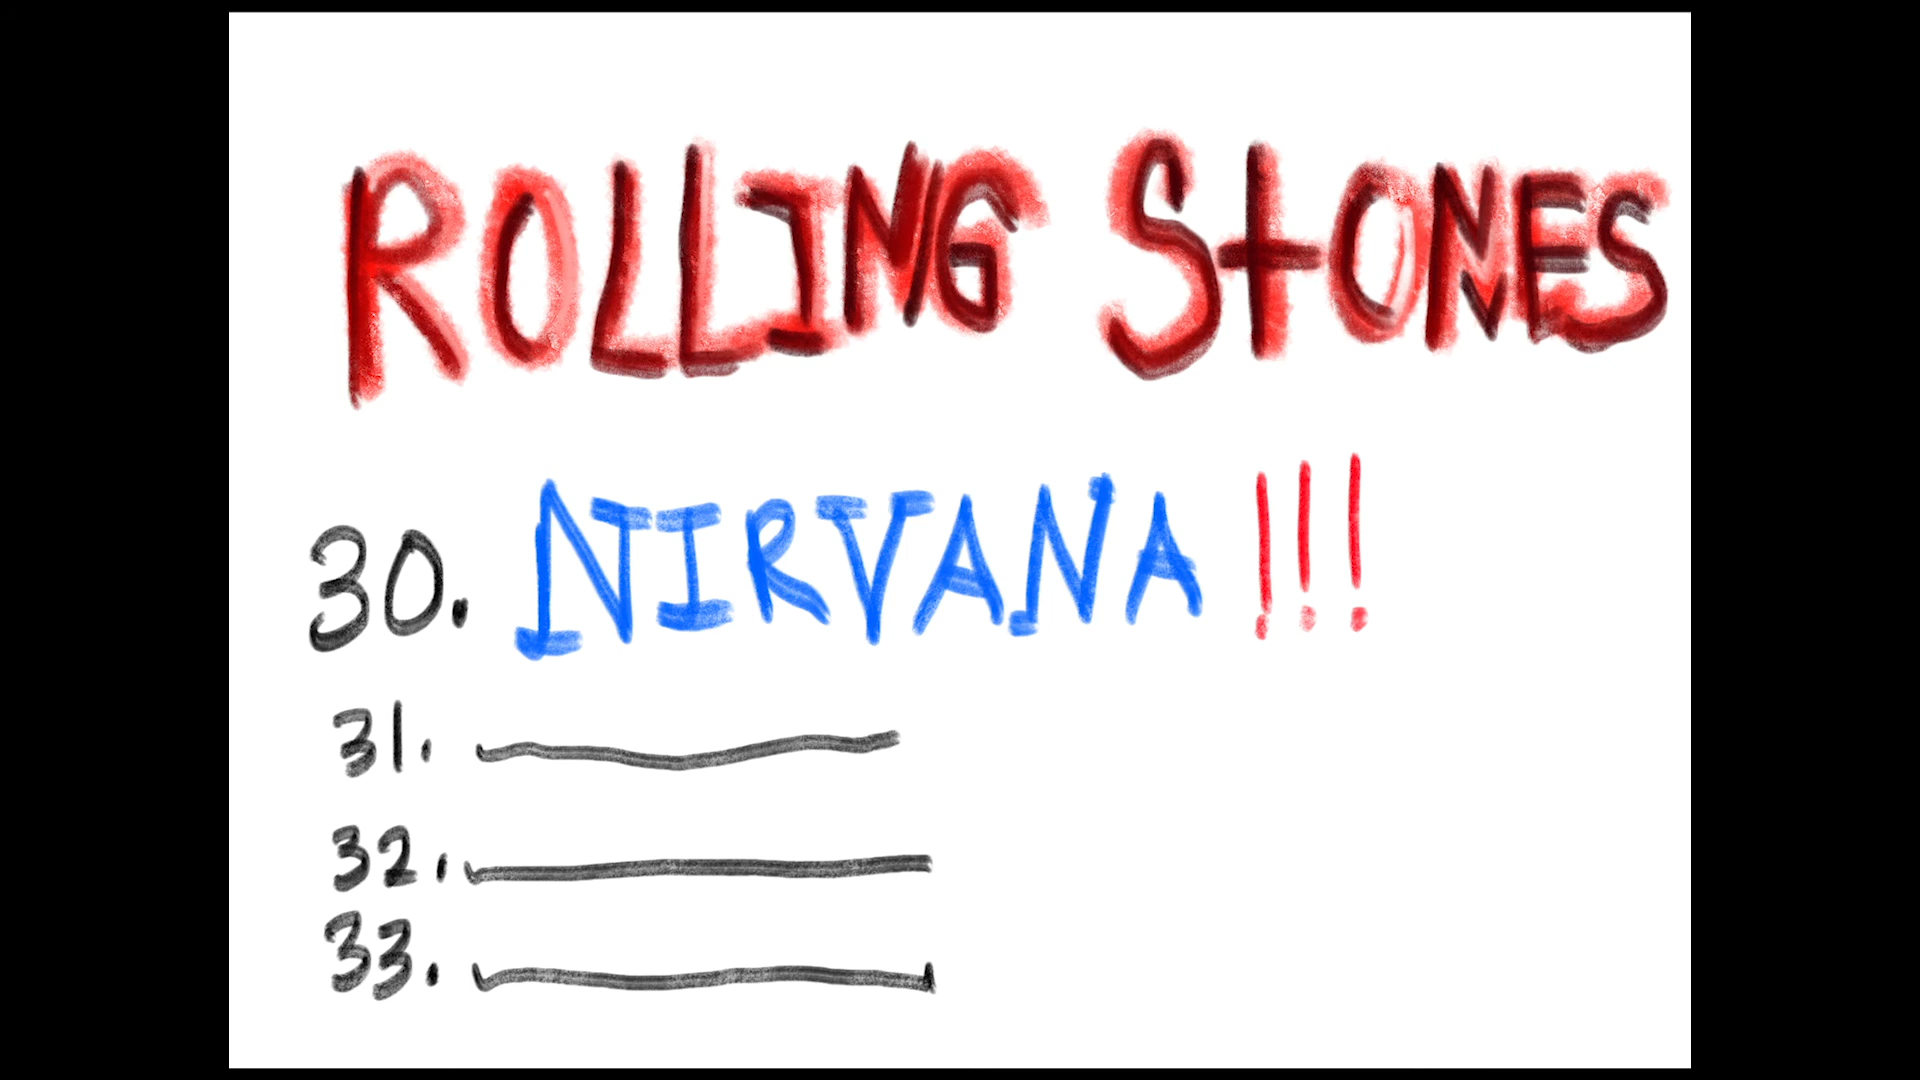 ROLLING STONES
30. NIRVANA!!!
31.
32.
33.